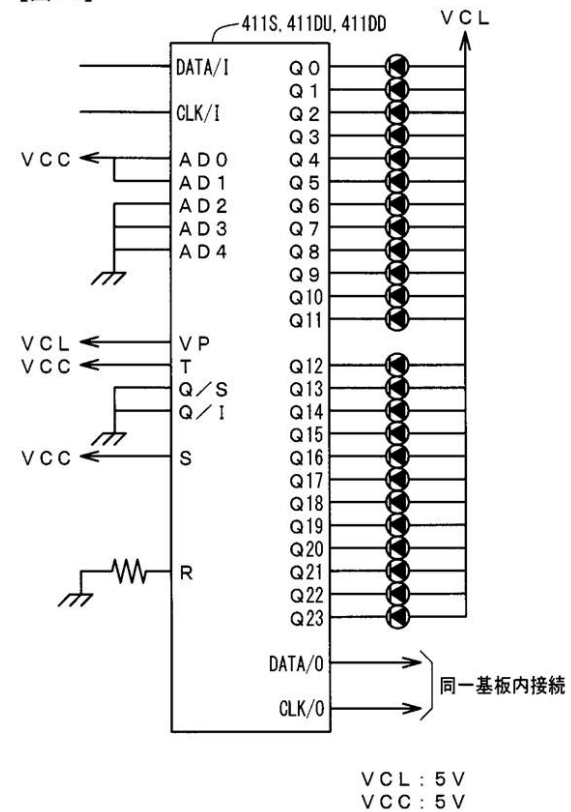 411S, 411DU, 411DD
VCL
DATA/I
CLK/I
VCC
AD0
AD1
AD2
AD3
AD4
VCL
VP
VCC
T
Q/S
Q/I
VCC
S
R
Q0
Q1
Q2
Q3
Q4
Q5
Q6
Q7
Q8
Q9
Q10
Q11
Q12
Q13
Q14
Q15
Q16
Q17
Q18
Q19
Q20
Q21
Q22
Q23
DATA/O
CLK/O
同一基板内接続
VCL : 5V
VCC : 5V